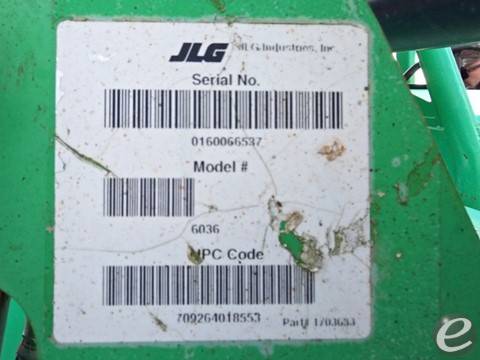 JLG JLG Industries, Inc.
Serial No.
0160066537
Model #
6036
UPC Code
709264018553 Part# 1703633
e